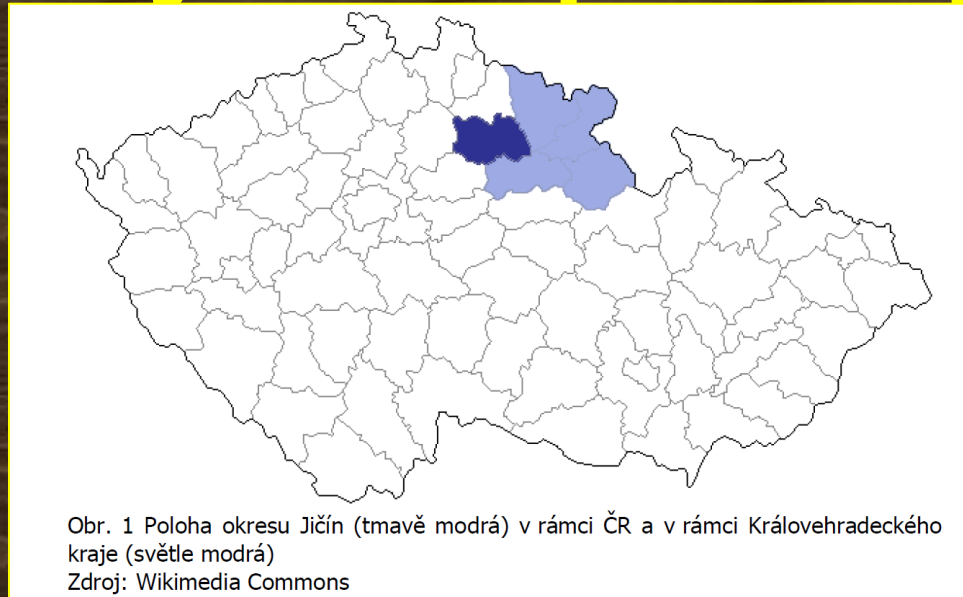 Obr. 1 Poloha okresu Jičín (tmavě modrá) v rámci ČR a v rámci Královehradeckého
kraje (světle modrá)
Zdroj: Wikimedia Commons